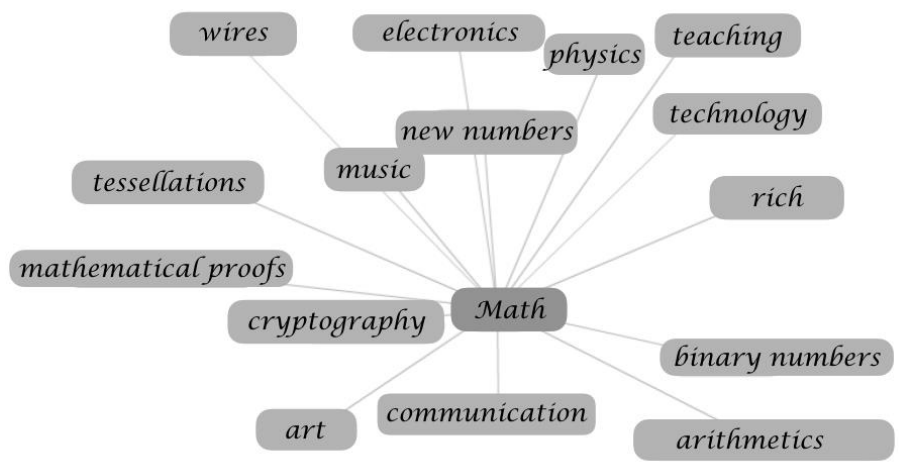 wires
electronics
physics
teaching
new numbers
technology
music
tessellations
rich
mathematical proofs
Math
cryptography
binary numbers
communication
art
arithmetics